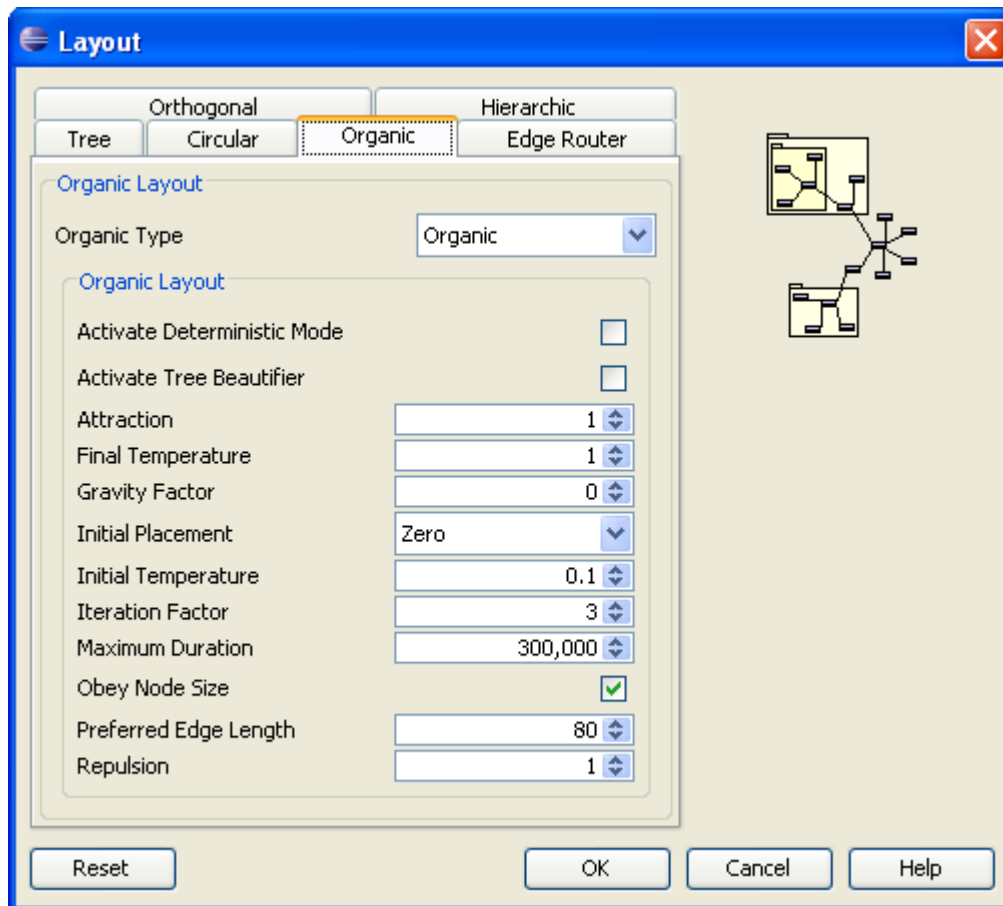 Layout
Orthogonal Hierarchic
Tree Circular Organic Edge Router
Organic Layout
Organic Type Organic
Organic Layout
Activate Deterministic Mode
Activate Tree Beautifier
Attraction 1
Final Temperature 1
Gravity Factor 0
Initial Placement Zero
Initial Temperature 0.1
Iteration Factor 3
Maximum Duration 300,000
Obey Node Size
Preferred Edge Length 80
Repulsion 1
Reset OK Cancel Help